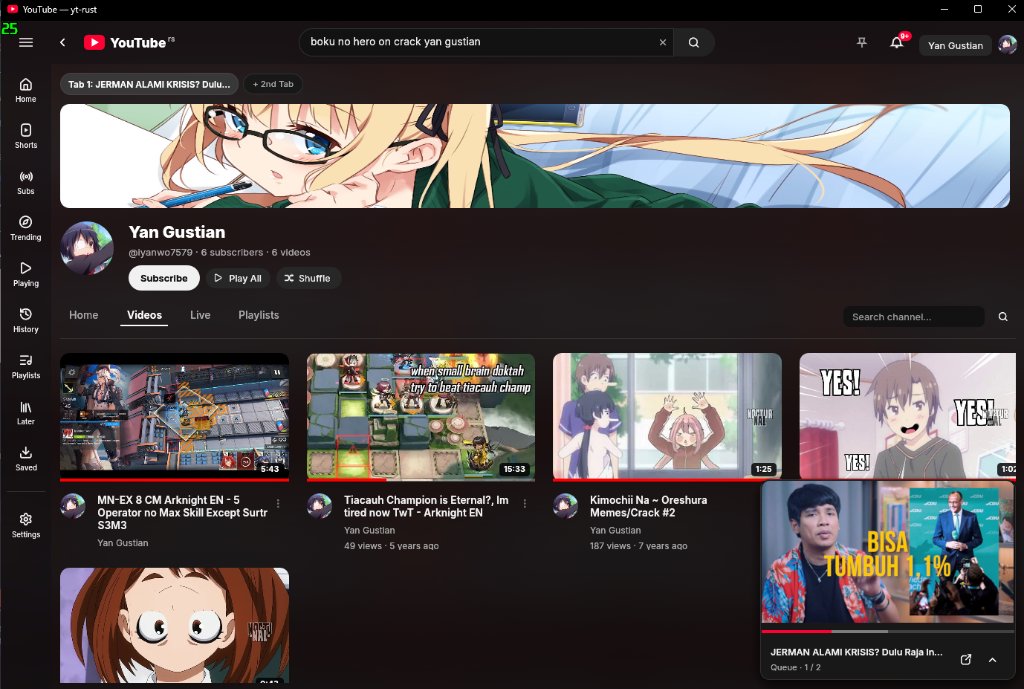 YouTube — yt-rust
25
YouTube rs
boku no hero on crack yan gustian
9+
Yan Gustian
Home
Shorts
Subs
Trending
Playing
History
Playlists
Later
Saved
Settings
Tab 1: JERMAN ALAMI KRISIS? Dulu...
+ 2nd Tab
Yan Gustian
@iyanwo7579 · 6 subscribers · 6 videos
Subscribe
Play All
Shuffle
Home
Videos
Live
Playlists
Search channel...
5:43
MN-EX 8 CM Arknight EN - 5
Operator no Max Skill Except Surtr
S3M3
Yan Gustian
when small brain doktah
try to beat tiacauh champ
15:33
Tiacauh Champion is Eternal?, Im
tired now TwT - Arknight EN
Yan Gustian
49 views · 5 years ago
1:25
Kimochii Na ~ Oreshura
Memes/Crack #2
Yan Gustian
187 views · 7 years ago
YES!
YES!
YES!
BISA
TUMBUH 1,1%
JERMAN ALAMI KRISIS? Dulu Raja In...
Queue · 1 / 2